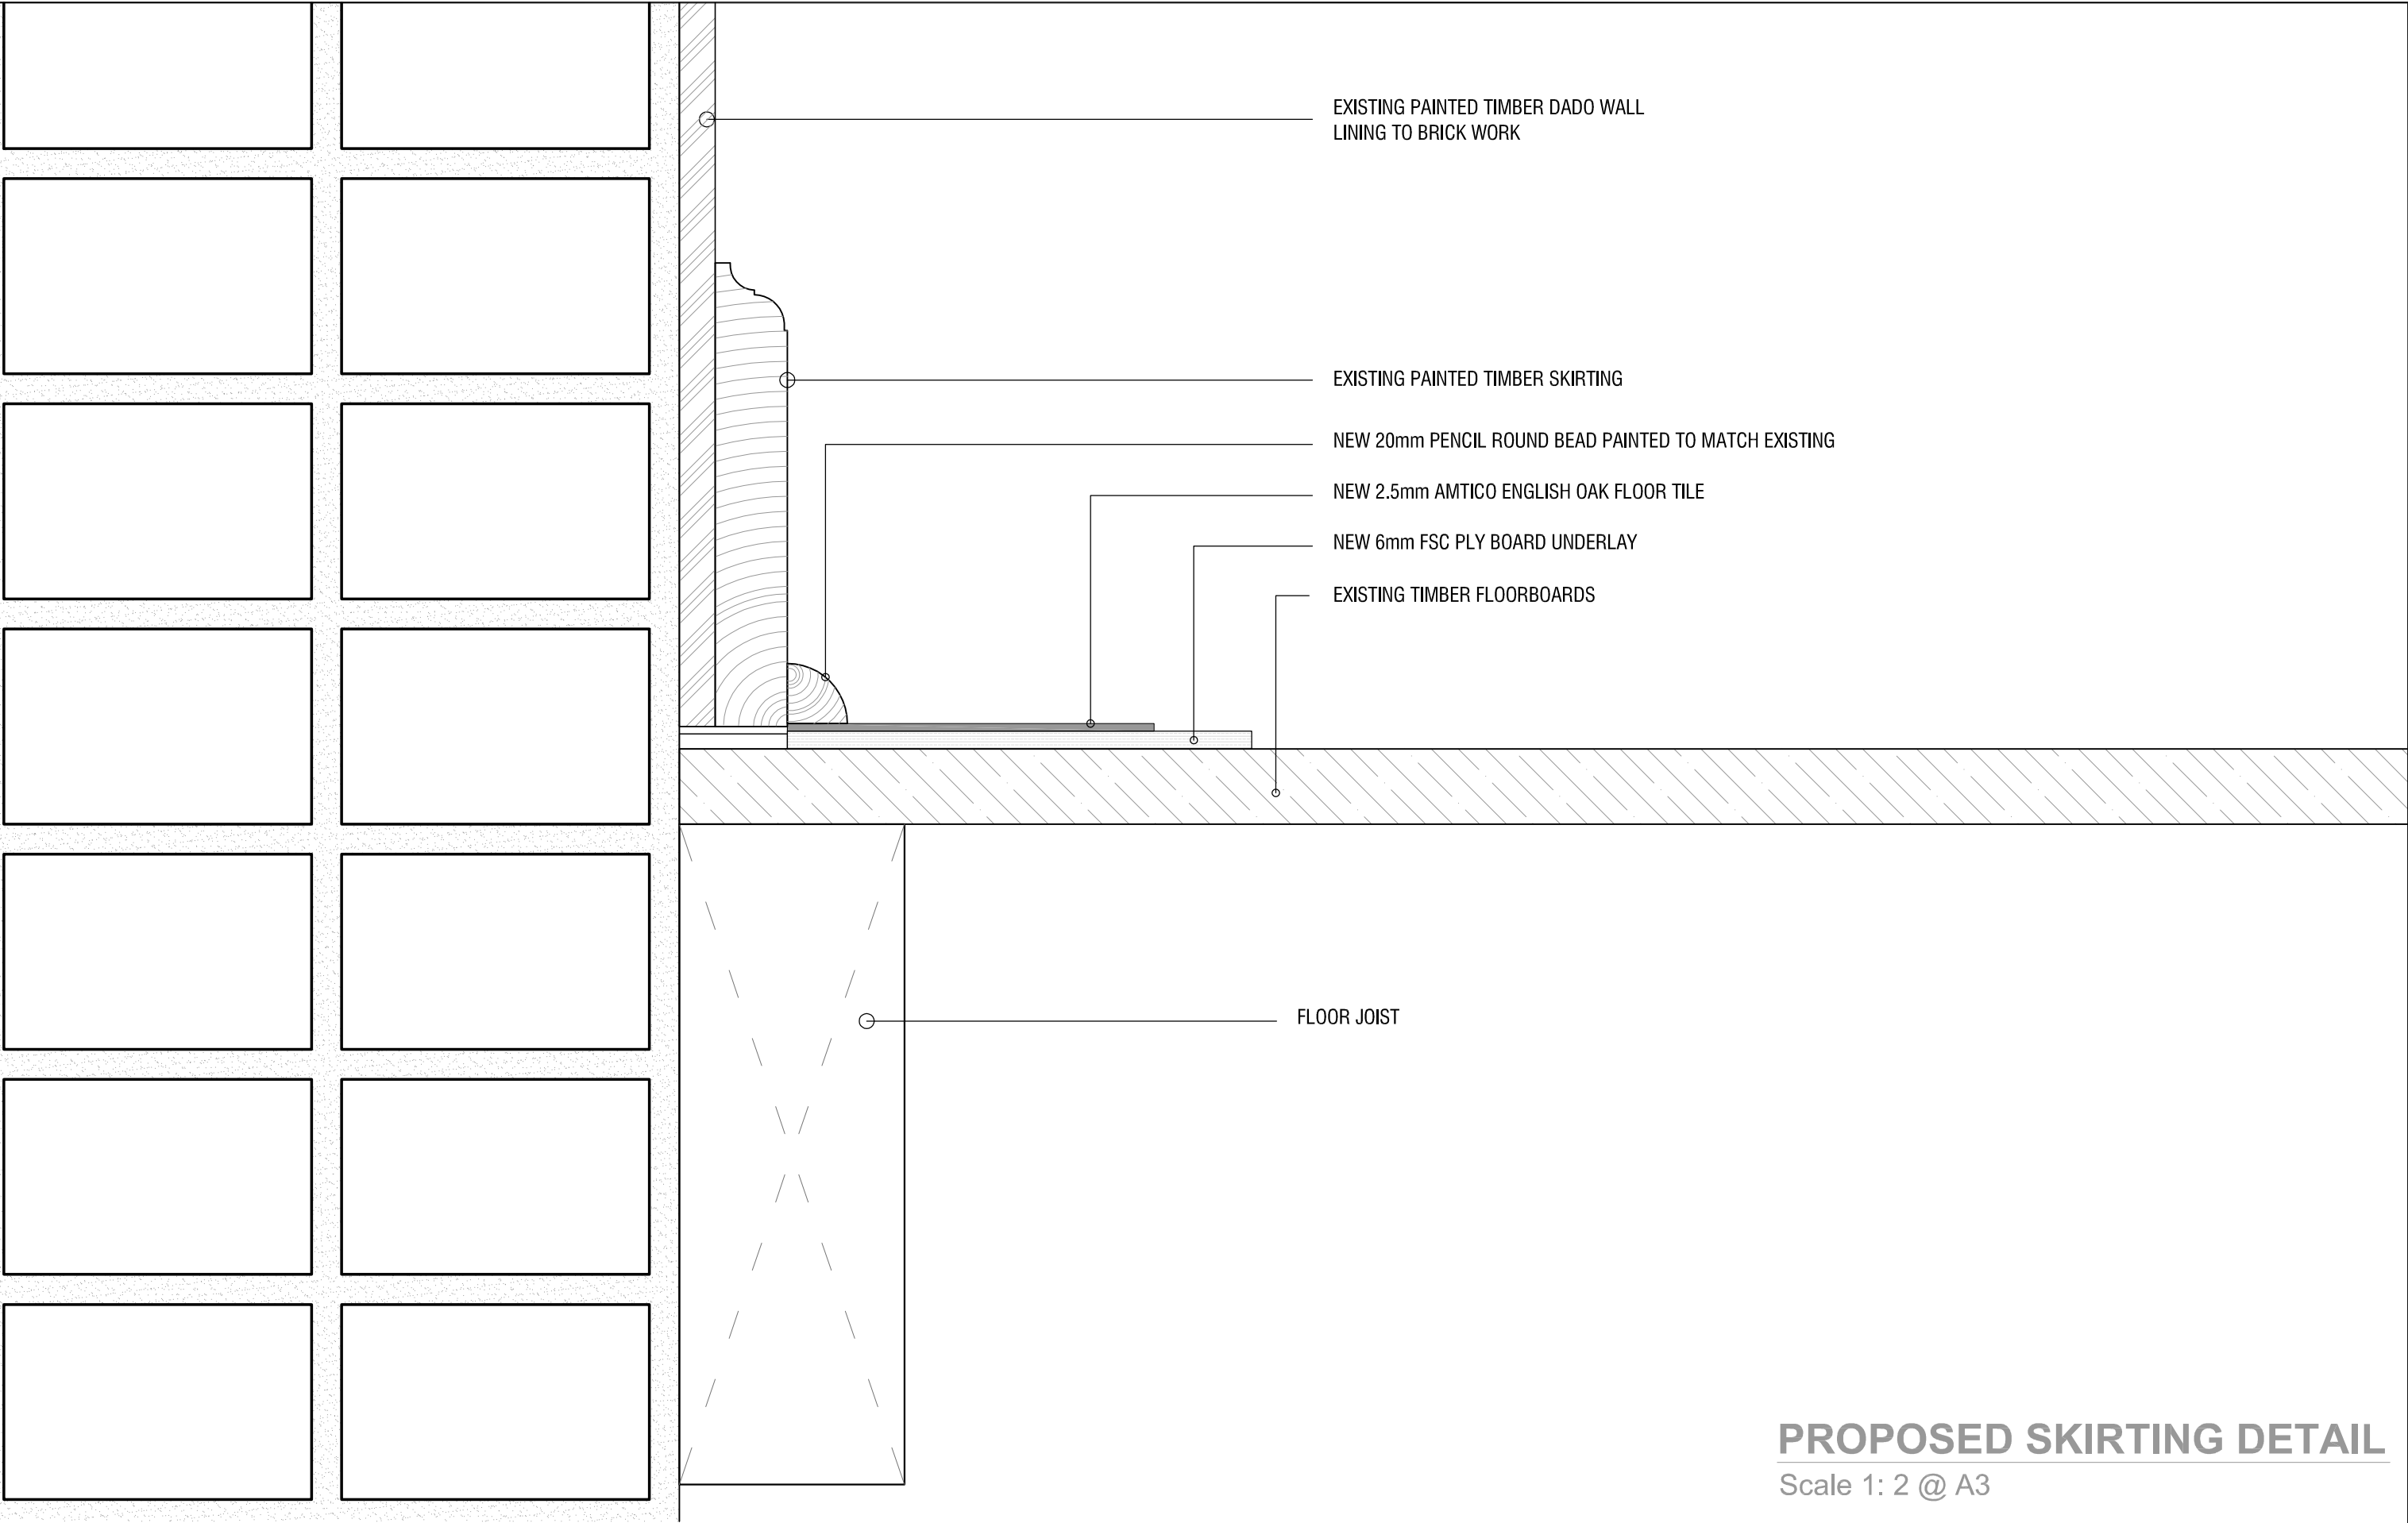 EXISTING PAINTED TIMBER DADO WALL
LINING TO BRICK WORK
EXISTING PAINTED TIMBER SKIRTING
NEW 20mm PENCIL ROUND BEAD PAINTED TO MATCH EXISTING
NEW 2.5mm AMTICO ENGLISH OAK FLOOR TILE
NEW 6mm FSC PLY BOARD UNDERLAY
EXISTING TIMBER FLOORBOARDS
FLOOR JOIST
PROPOSED SKIRTING DETAIL
Scale 1: 2 @ A3